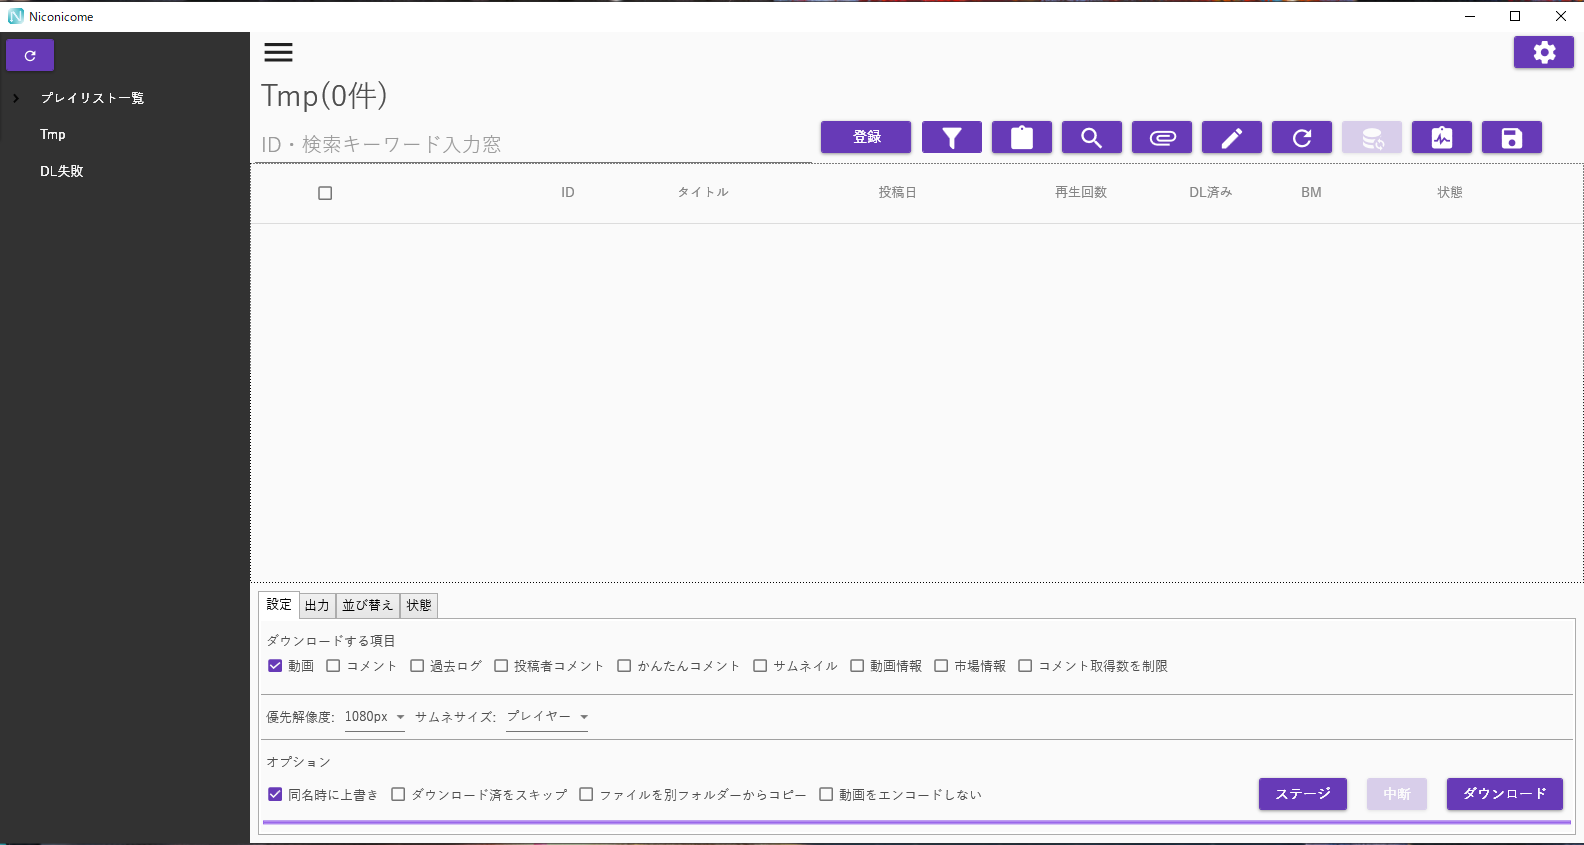 Niconicome
プレイリスト一覧
Tmp
DL失敗
Tmp(0件)
ID・検索キーワード入力窓
登録
ID タイトル 投稿日 再生回数 DL済み BM 状態
設定 出力 並び替え 状態
ダウンロードする項目
動画 コメント 過去ログ 投稿者コメント かんたんコメント サムネイル 動画情報 市場情報 コメント取得数を制限
優先解像度: 1080px サムネサイズ: プレイヤー
オプション
同名時に上書き ダウンロード済をスキップ ファイルを別フォルダーからコピー 動画をエンコードしない
ステージ 中断 ダウンロード